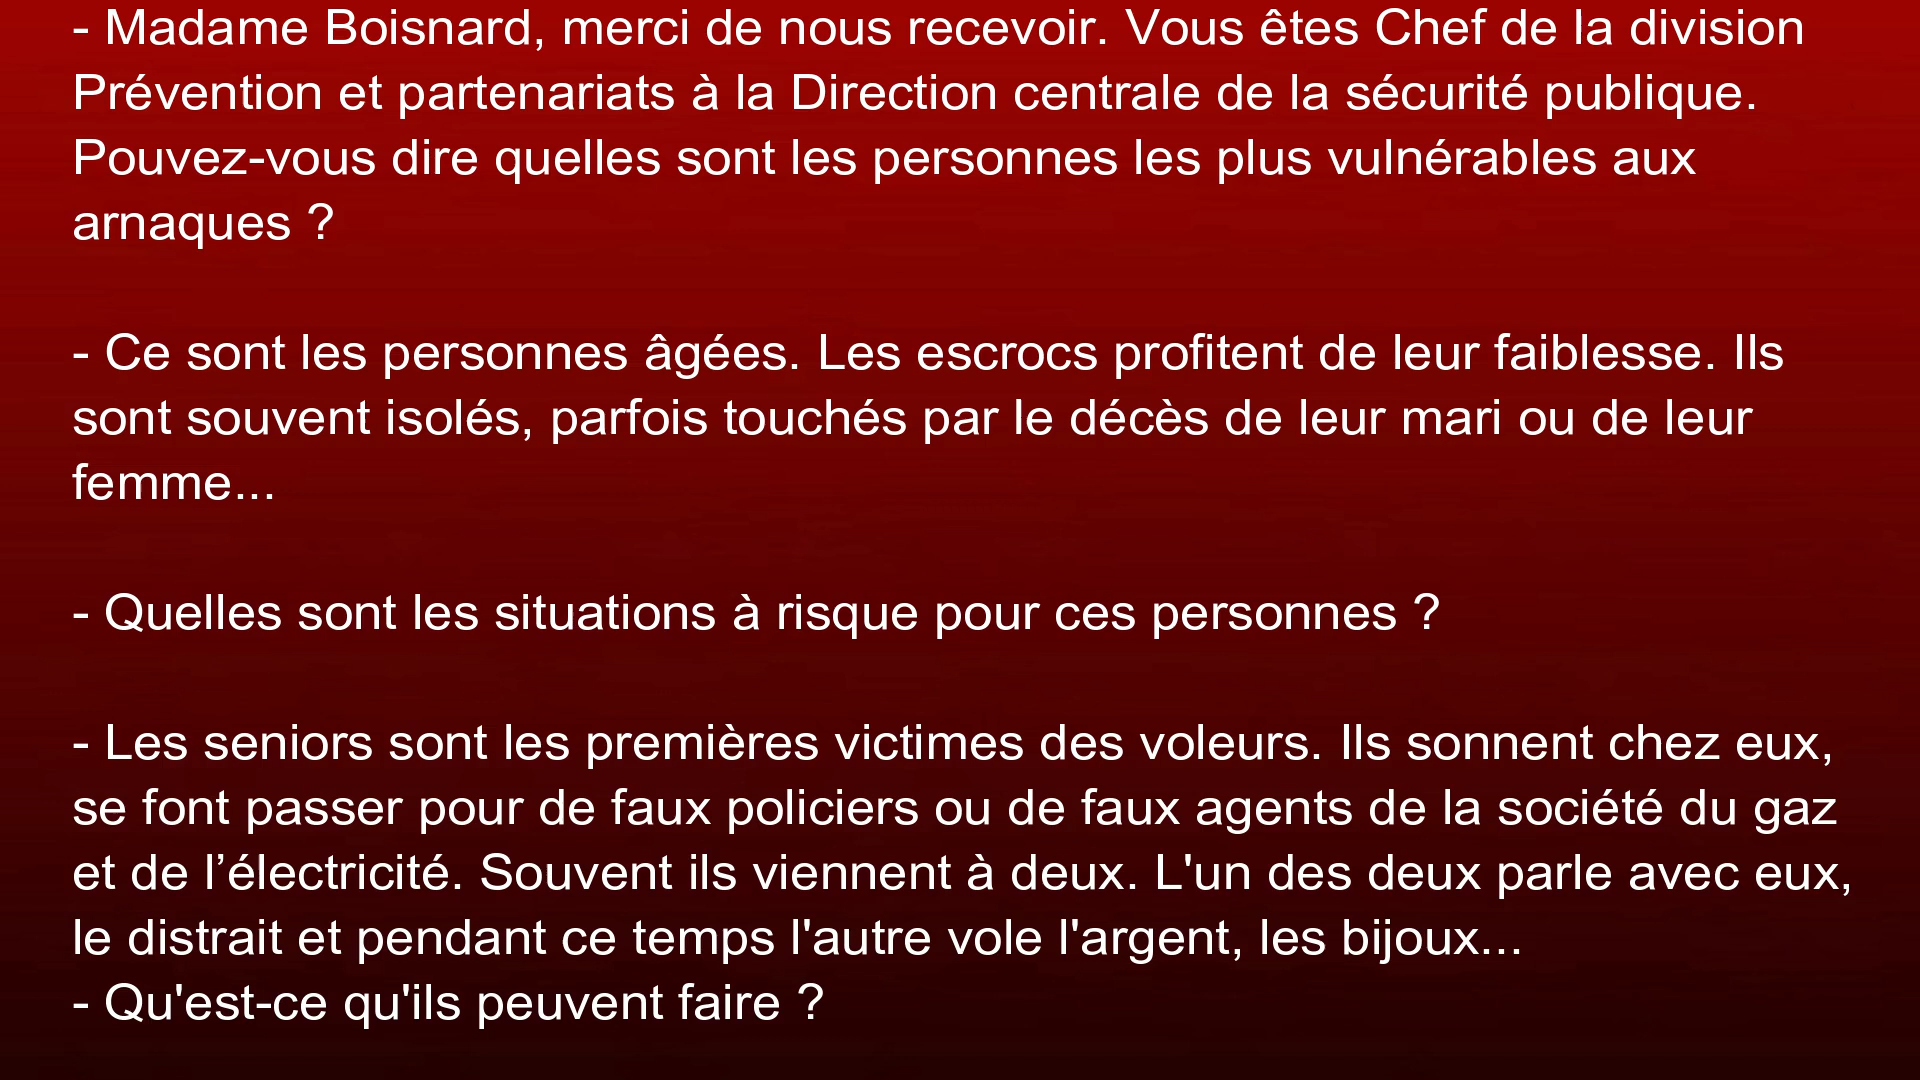 - Madame Boisnard, merci de nous recevoir. Vous êtes Chef de la division
Prévention et partenariats à la Direction centrale de la sécurité publique.
Pouvez-vous dire quelles sont les personnes les plus vulnérables aux
arnaques ?
- Ce sont les personnes âgées. Les escrocs profitent de leur faiblesse. Ils
sont souvent isolés, parfois touchés par le décès de leur mari ou de leur
femme...
- Quelles sont les situations à risque pour ces personnes ?
- Les seniors sont les premières victimes des voleurs. Ils sonnent chez eux,
se font passer pour de faux policiers ou de faux agents de la société du gaz
et de l’électricité. Souvent ils viennent à deux. L'un des deux parle avec eux,
le distrait et pendant ce temps l'autre vole l'argent, les bijoux...
- Qu'est-ce qu'ils peuvent faire ?